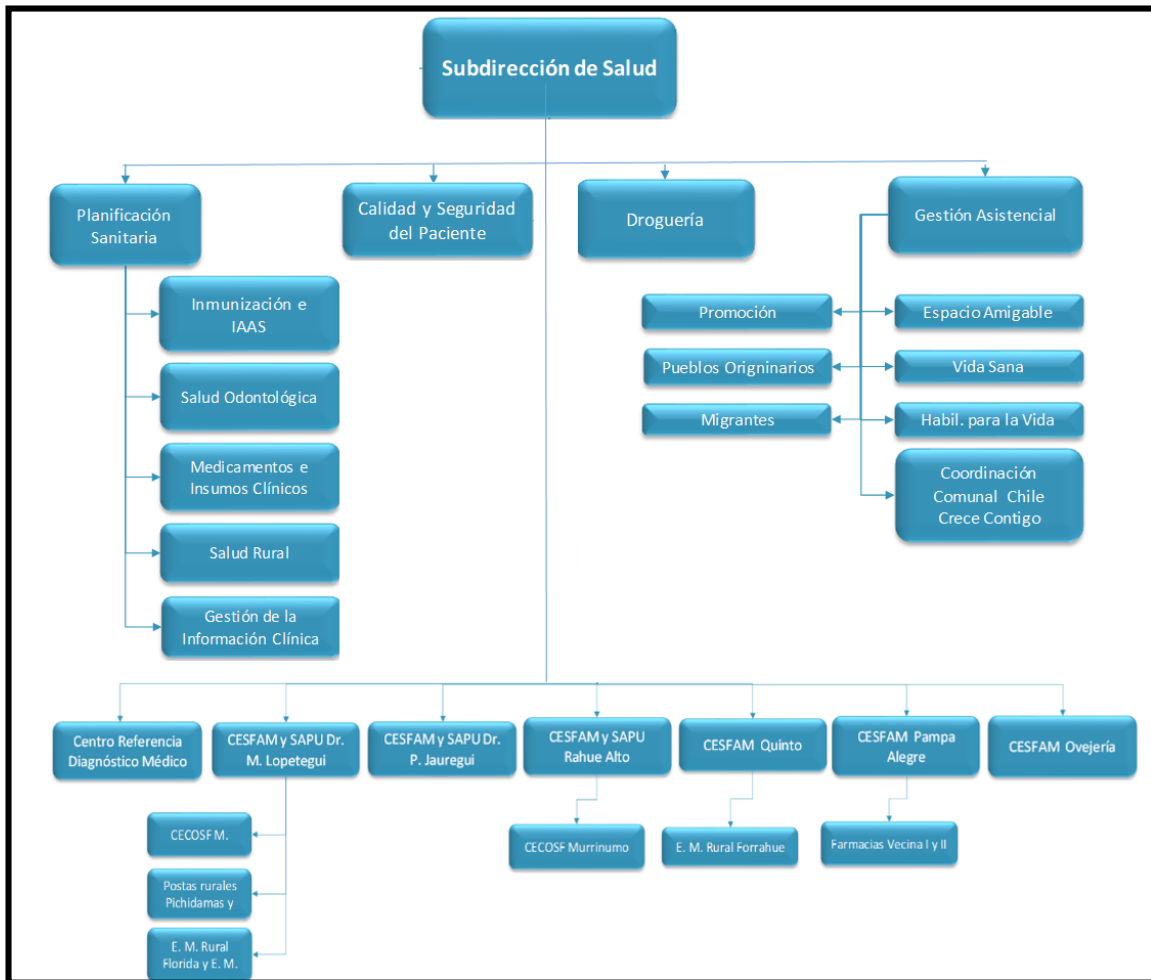 Subdirección de Salud
Planificación
Sanitaria
Calidad y Seguridad
del Paciente
Droguería
Gestión Asistencial
Inmunización e
IAAS
Salud Odontológica
Medicamentos e
Insumos Clínicos
Salud Rural
Gestión de la
Información Clínica
Promoción
Pueblos Origninarios
Migrantes
Espacio Amigable
Vida Sana
Habil. para la Vida
Coordinación
Comunal Chile
Crece Contigo
Centro Referencia
Diagnóstico Médico
CESFAM y SAPU Dr.
M. Lopetegui
CESFAM y SAPU Dr.
P. Jauregui
CESFAM y SAPU
Rahue Alto
CESFAM Quinto
CESFAM Pampa
Alegre
CESFAM Ovejería
CECOSF M.
Postas rurales
Pichidamas y
E. M. Rural
Florida y E. M.
CECOSF Murrinumo
E. M. Rural Forrahue
Farmacias Vecina I y II